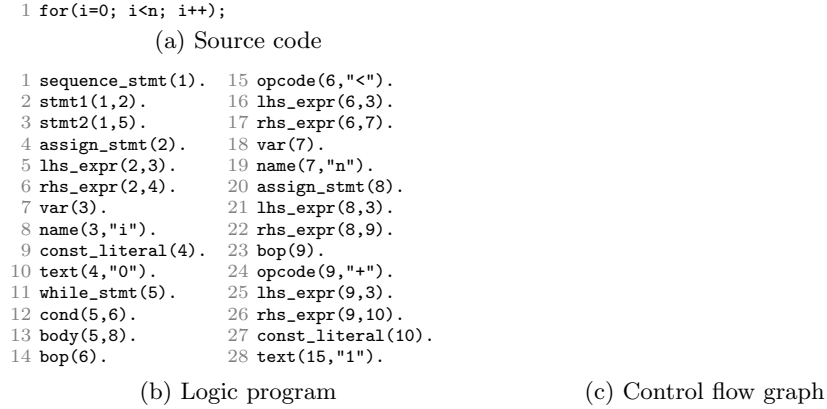 1 for(i=0; i<n; i++);
(a) Source code
1 sequence_stmt(1).
2 stmt1(1,2).
3 stmt2(1,5).
4 assign_stmt(2).
5 lhs_expr(2,3).
6 rhs_expr(2,4).
7 var(3).
8 name(3,"i").
9 const_literal(4).
10 text(4,"0").
11 while_stmt(5).
12 cond(5,6).
13 body(5,8).
14 bop(6).
15 opcode(6,"<").
16 lhs_expr(6,3).
17 rhs_expr(6,7).
18 var(7).
19 name(7,"n").
20 assign_stmt(8).
21 lhs_expr(8,3).
22 rhs_expr(8,9).
23 bop(9).
24 opcode(9,"+").
25 lhs_expr(9,3).
26 rhs_expr(9,10).
27 const_literal(10).
28 text(15,"1").
(b) Logic program
(c) Control flow graph